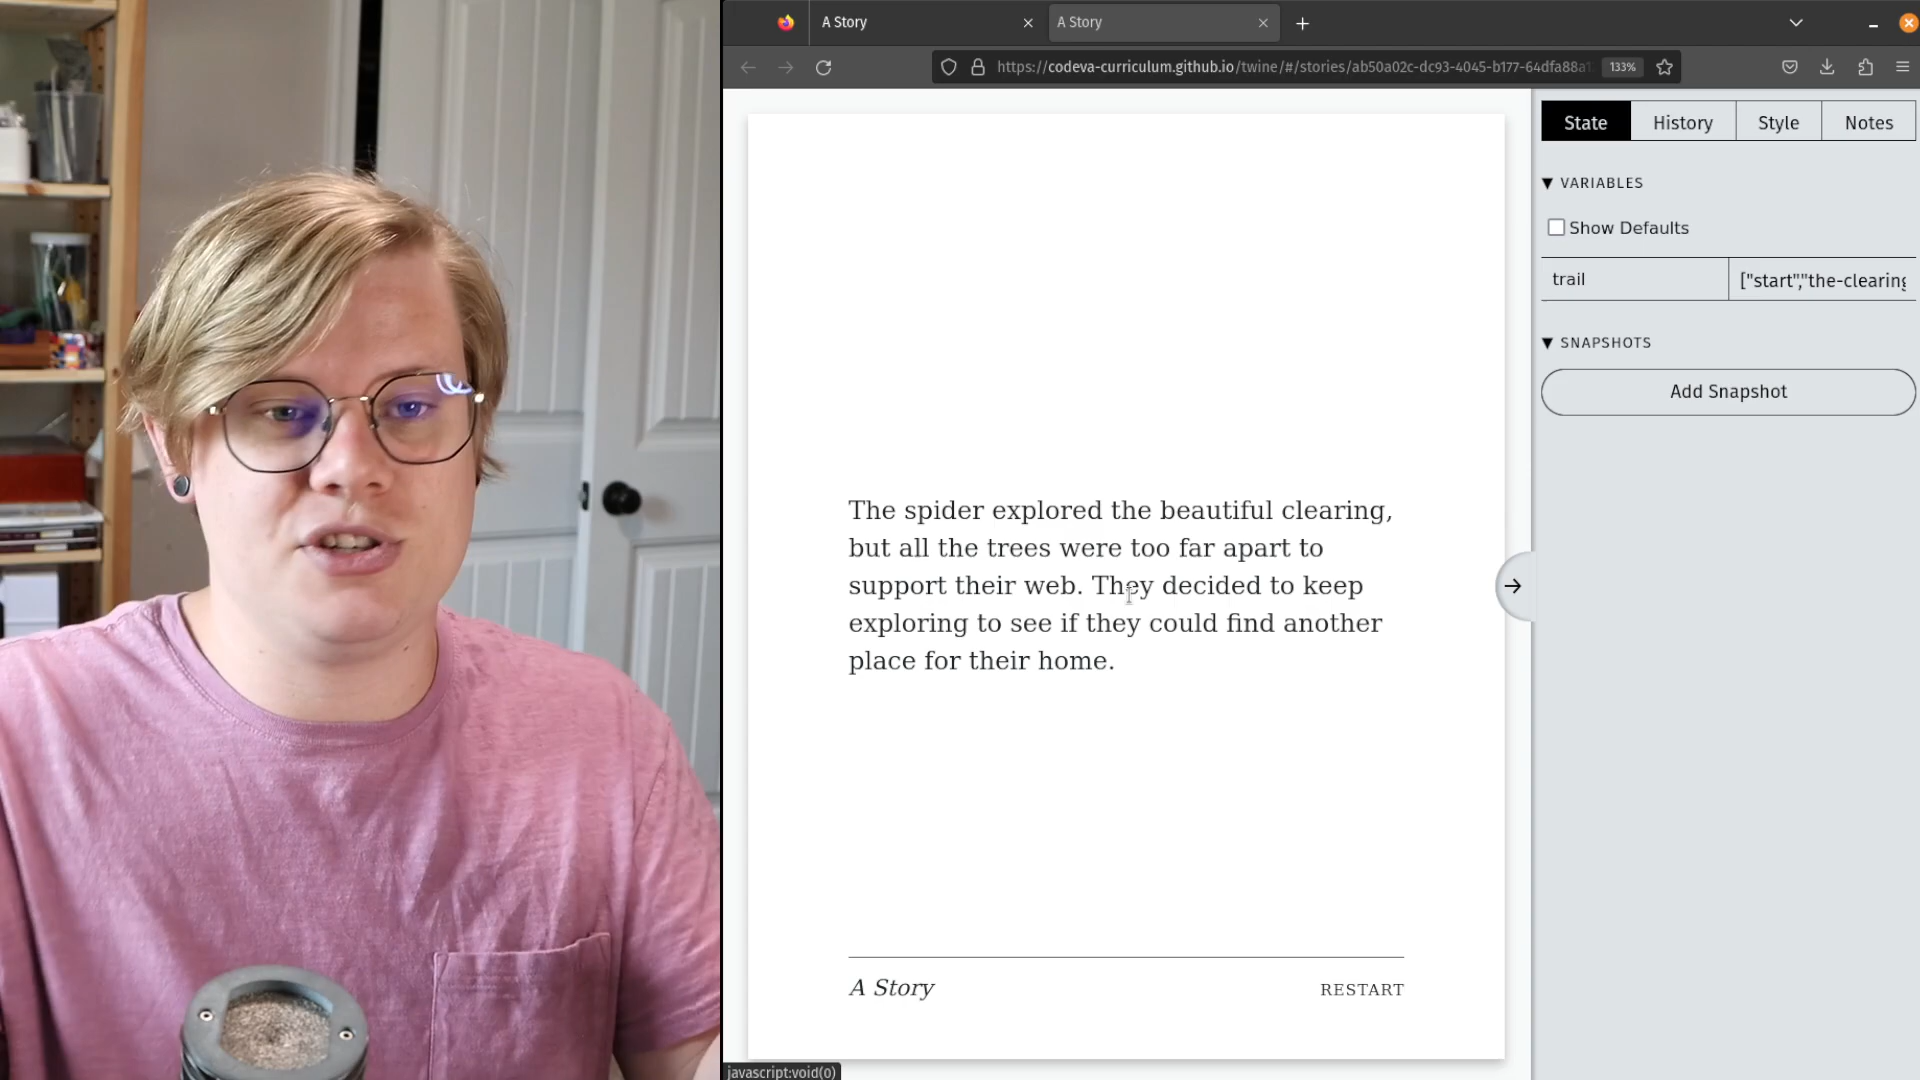 A Story
A Story
https://codeva-curriculum.github.io/twine/#/stories/ab50a02c-dc93-4045-b177-64dfa88a1
133%
State
History
Style
Notes
VARIABLES
Show Defaults
trail
["start","the-clearing
SNAPSHOTS
Add Snapshot
The spider explored the beautiful clearing,
but all the trees were too far apart to
support their web. They decided to keep
exploring to see if they could find another
place for their home.
A Story
RESTART
javascript:void(0)